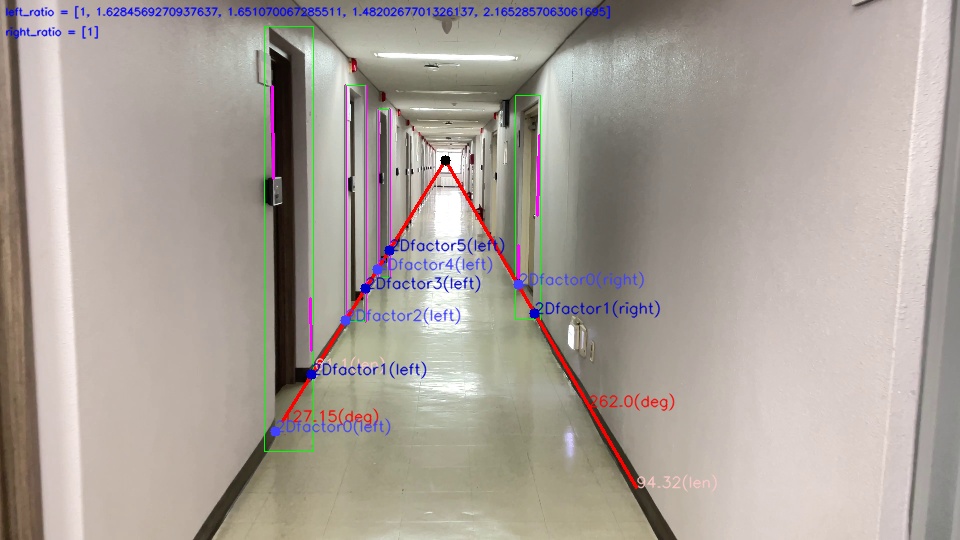 left_ratio = [1, 1.6284569270937637, 1.651070067285511, 1.4820267701326137, 2.1652857063061695]
right_ratio = [1]
2Dfactor5(left)
2Dfactor4(left)
2Dfactor0(right)
2Dfactor3(left)
2Dfactor1(right)
2Dfactor2(left)
2Dfactor1(left)
262.0(deg)
127.15(deg)
2Dfactor0(left)
94.32(len)